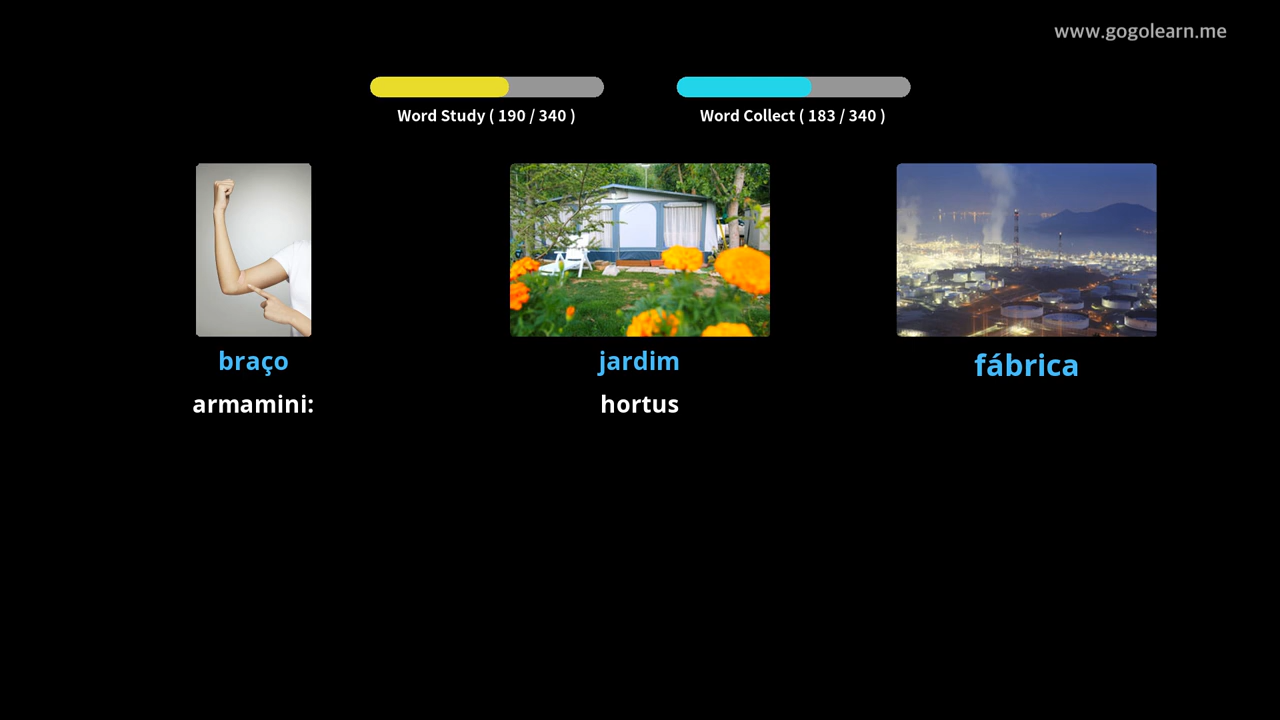 www.gogolearn.me
Word Study ( 190 / 340 )
Word Collect ( 183 / 340 )
braço
jardim
fábrica
armamini:
hortus